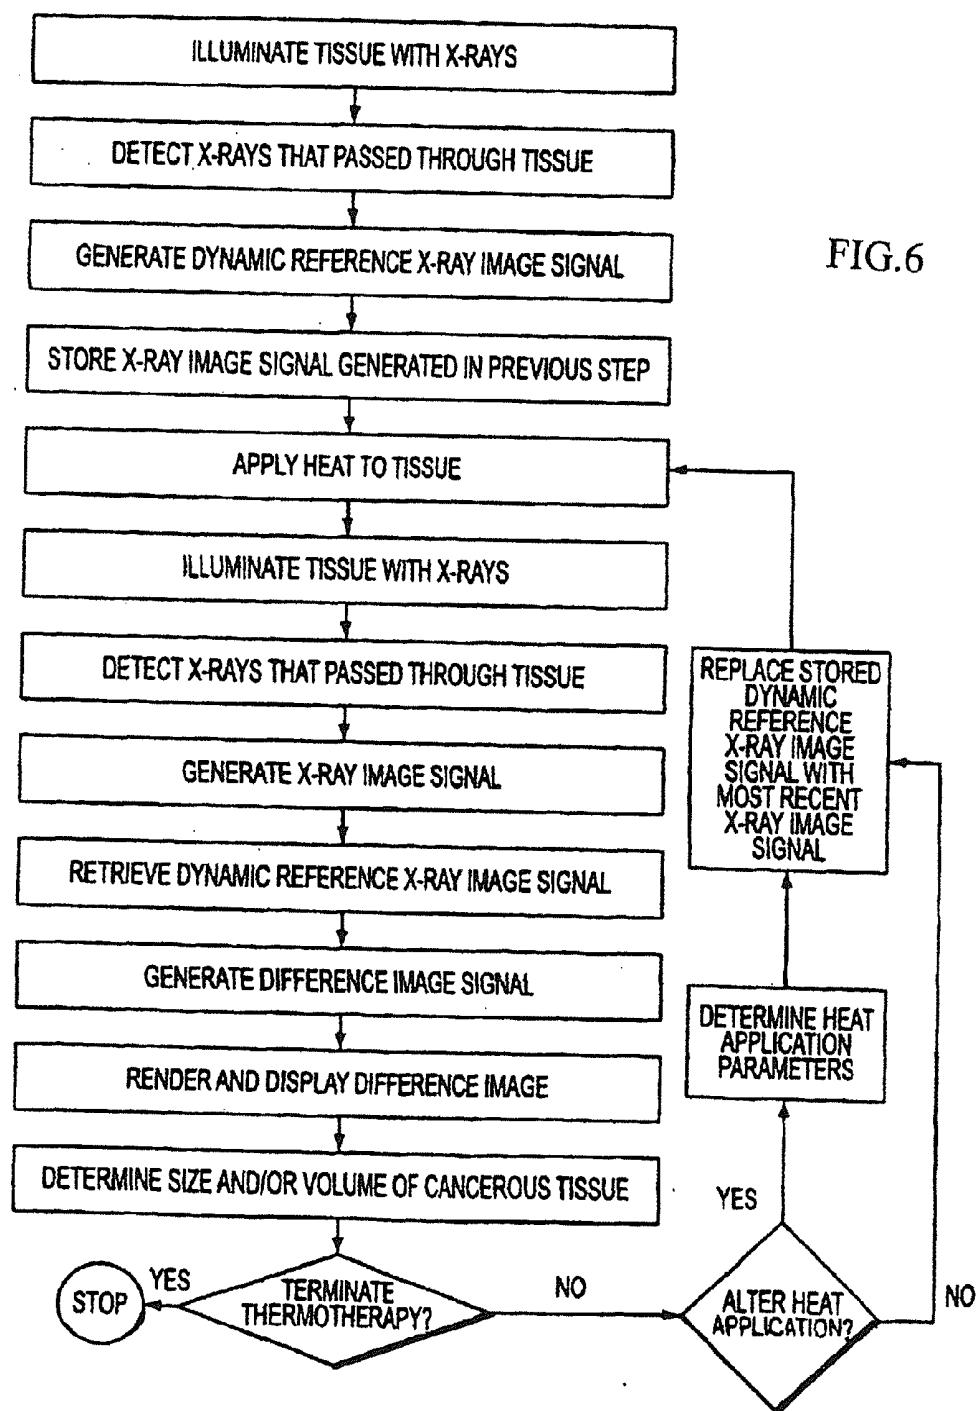 ILLUMINATE TISSUE WITH X-RAYS
DETECT X-RAYS THAT PASSED THROUGH TISSUE
GENERATE DYNAMIC REFERENCE X-RAY IMAGE SIGNAL
FIG.6
STORE X-RAY IMAGE SIGNAL GENERATED IN PREVIOUS STEP
APPLY HEAT TO TISSUE
ILLUMINATE TISSUE WITH X-RAYS
DETECT X-RAYS THAT PASSED THROUGH TISSUE
GENERATE X-RAY IMAGE SIGNAL
RETRIEVE DYNAMIC REFERENCE X-RAY IMAGE SIGNAL
GENERATE DIFFERENCE IMAGE SIGNAL
RENDER AND DISPLAY DIFFERENCE IMAGE
DETERMINE SIZE AND/OR VOLUME OF CANCEROUS TISSUE
TERMINATE
THERMOTHERAPY?
YES
STOP
NO
ALTER HEAT
APPLICATION?
YES
NO
DETERMINE HEAT
APPLICATION
PARAMETERS
REPLACE STORED
DYNAMIC
REFERENCE
X-RAY IMAGE
SIGNAL WITH
MOST RECENT
X-RAY IMAGE
SIGNAL